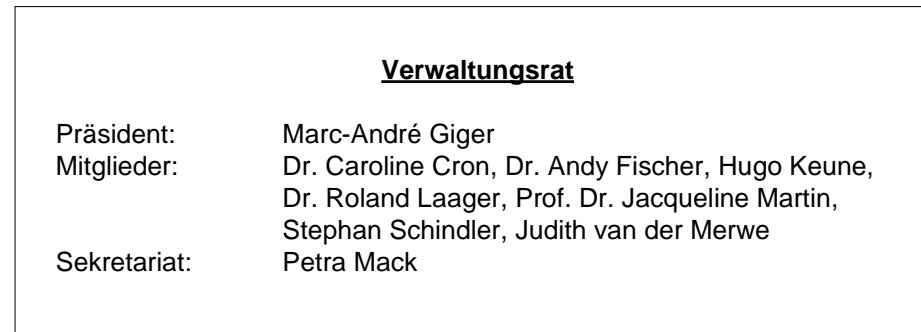 Verwaltungsrat
Präsident: Marc-André Giger
Mitglieder: Dr. Caroline Cron, Dr. Andy Fischer, Hugo Keune,
Dr. Roland Laager, Prof. Dr. Jacqueline Martin,
Stephan Schindler, Judith van der Merwe
Sekretariat: Petra Mack